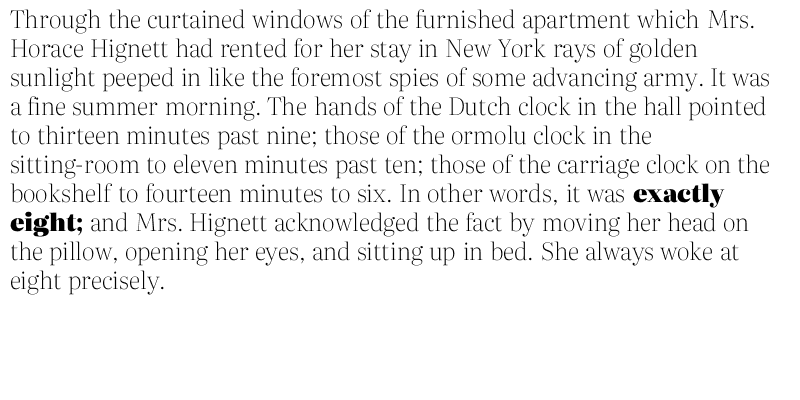 Through the curtained windows of the furnished apartment which Mrs.
Horace Hignett had rented for her stay in New York rays of golden
sunlight peeped in like the foremost spies of some advancing army. It was
a fine summer morning. The hands of the Dutch clock in the hall pointed
to thirteen minutes past nine; those of the ormolu clock in the
sitting-room to eleven minutes past ten; those of the carriage clock on the
bookshelf to fourteen minutes to six. In other words, it was exactly
eight; and Mrs. Hignett acknowledged the fact by moving her head on
the pillow, opening her eyes, and sitting up in bed. She always woke at
eight precisely.